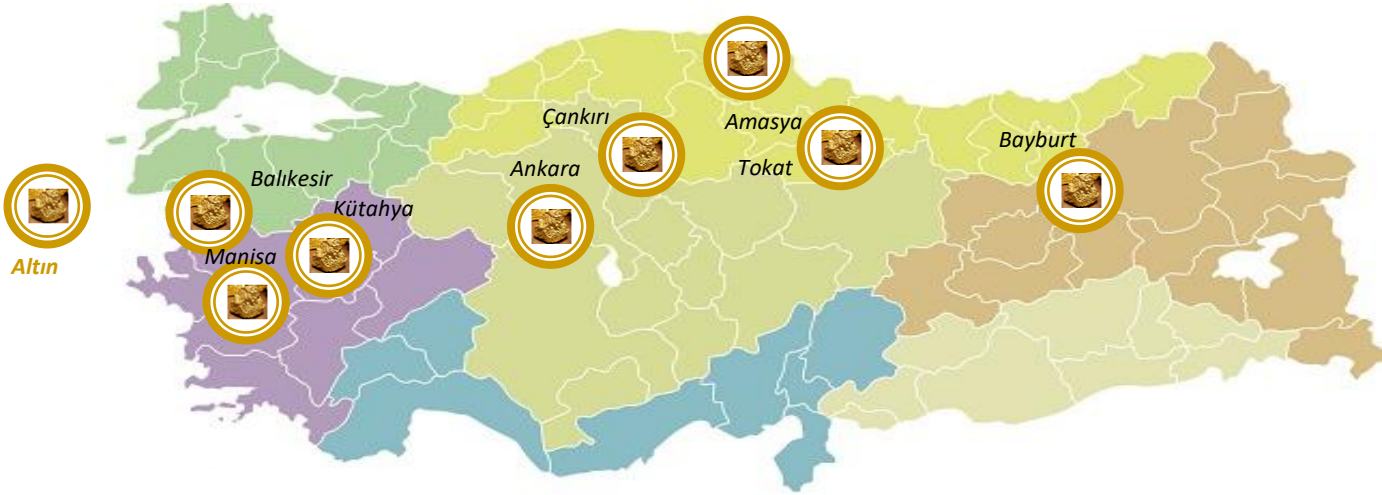 Çankırı
Amasya
Bayburt
Ankara
Tokat
Balıkesir
Kütahya
Manisa
Altın